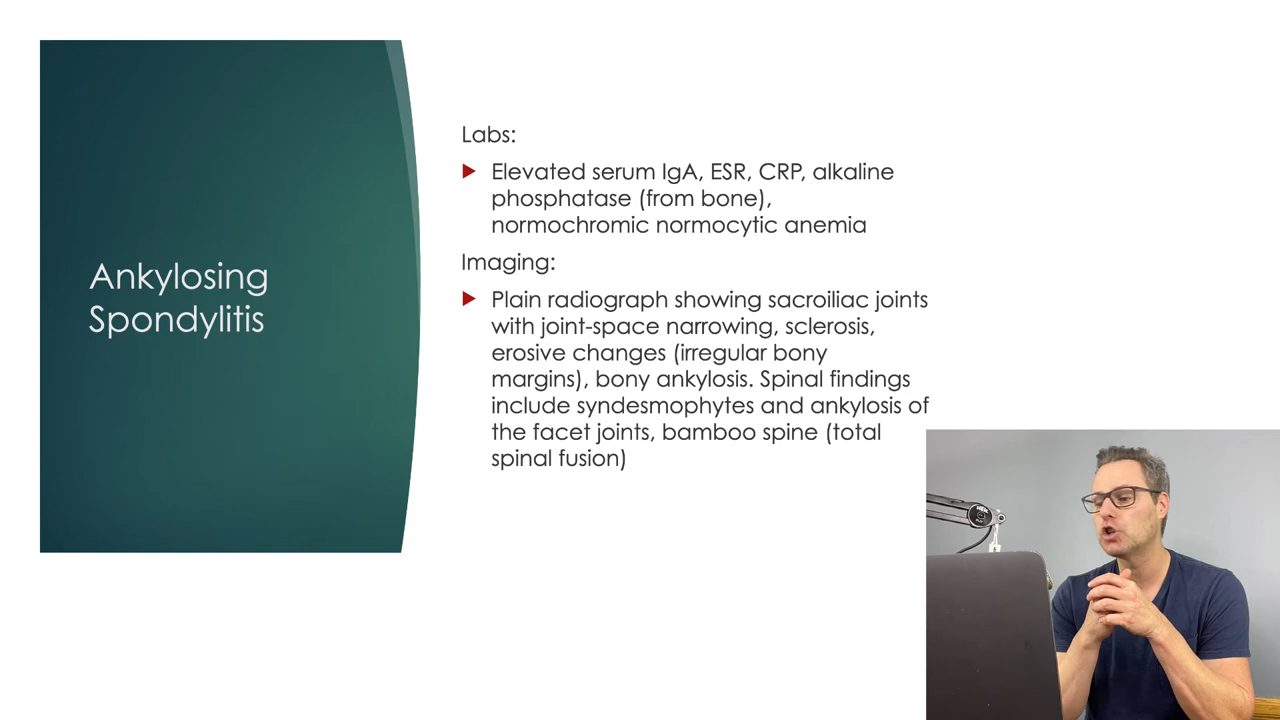 Ankylosing
Spondylitis
Labs:
Elevated serum IgA, ESR, CRP, alkaline
phosphatase (from bone),
normochromic normocytic anemia
Imaging:
Plain radiograph showing sacroiliac joints
with joint-space narrowing, sclerosis,
erosive changes (irregular bony
margins), bony ankylosis. Spinal findings
include syndesmophytes and ankylosis of
the facet joints, bamboo spine (total
spinal fusion)